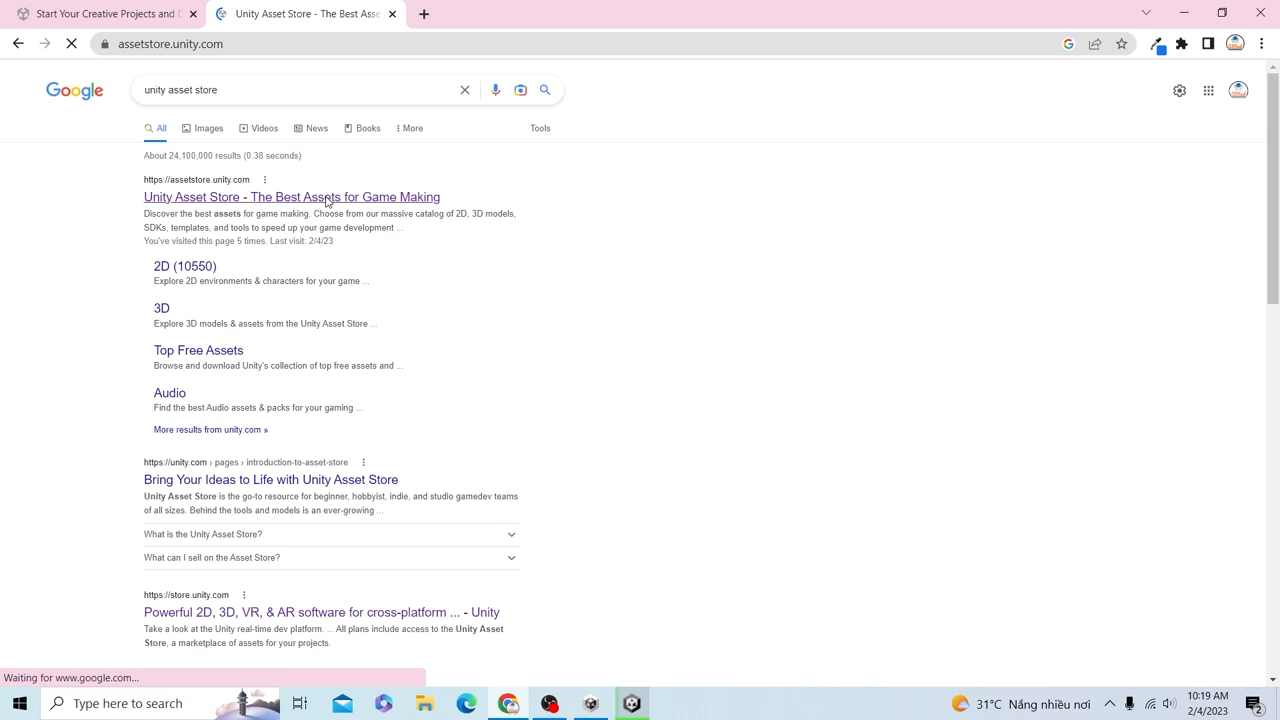 Start Your Creative Projects and D
Unity Asset Store - The Best Asse
assetstore.unity.com
Google
unity asset store
All
Images
Videos
News
Books
More
Tools
About 24,100,000 results (0.38 seconds)
https://assetstore.unity.com
Unity Asset Store - The Best Assets for Game Making
Discover the best assets for game making. Choose from our massive catalog of 2D, 3D models,
SDKs, templates, and tools to speed up your game development ...
You've visited this page 5 times. Last visit: 2/4/23
2D (10550)
Explore 2D environments & characters for your game ...
3D
Explore 3D models & assets from the Unity Asset Store ...
Top Free Assets
Browse and download Unity's collection of top free assets and ...
Audio
Find the best Audio assets & packs for your gaming ...
More results from unity.com »
https://unity.com › pages › introduction-to-asset-store
Bring Your Ideas to Life with Unity Asset Store
Unity Asset Store is the go-to resource for beginner, hobbyist, indie, and studio gamedev teams
of all sizes. Behind the tools and models is an ever-growing ...
What is the Unity Asset Store?
What can I sell on the Asset Store?
https://store.unity.com
Powerful 2D, 3D, VR, & AR software for cross-platform ... - Unity
Take a look at the Unity real-time dev platform. ... All plans include access to the Unity Asset
Store, a marketplace of assets for your projects.
Waiting for www.google.com...
Type here to search
31°C Nắng nhiều nơi
10:19 AM
2/4/2023
2